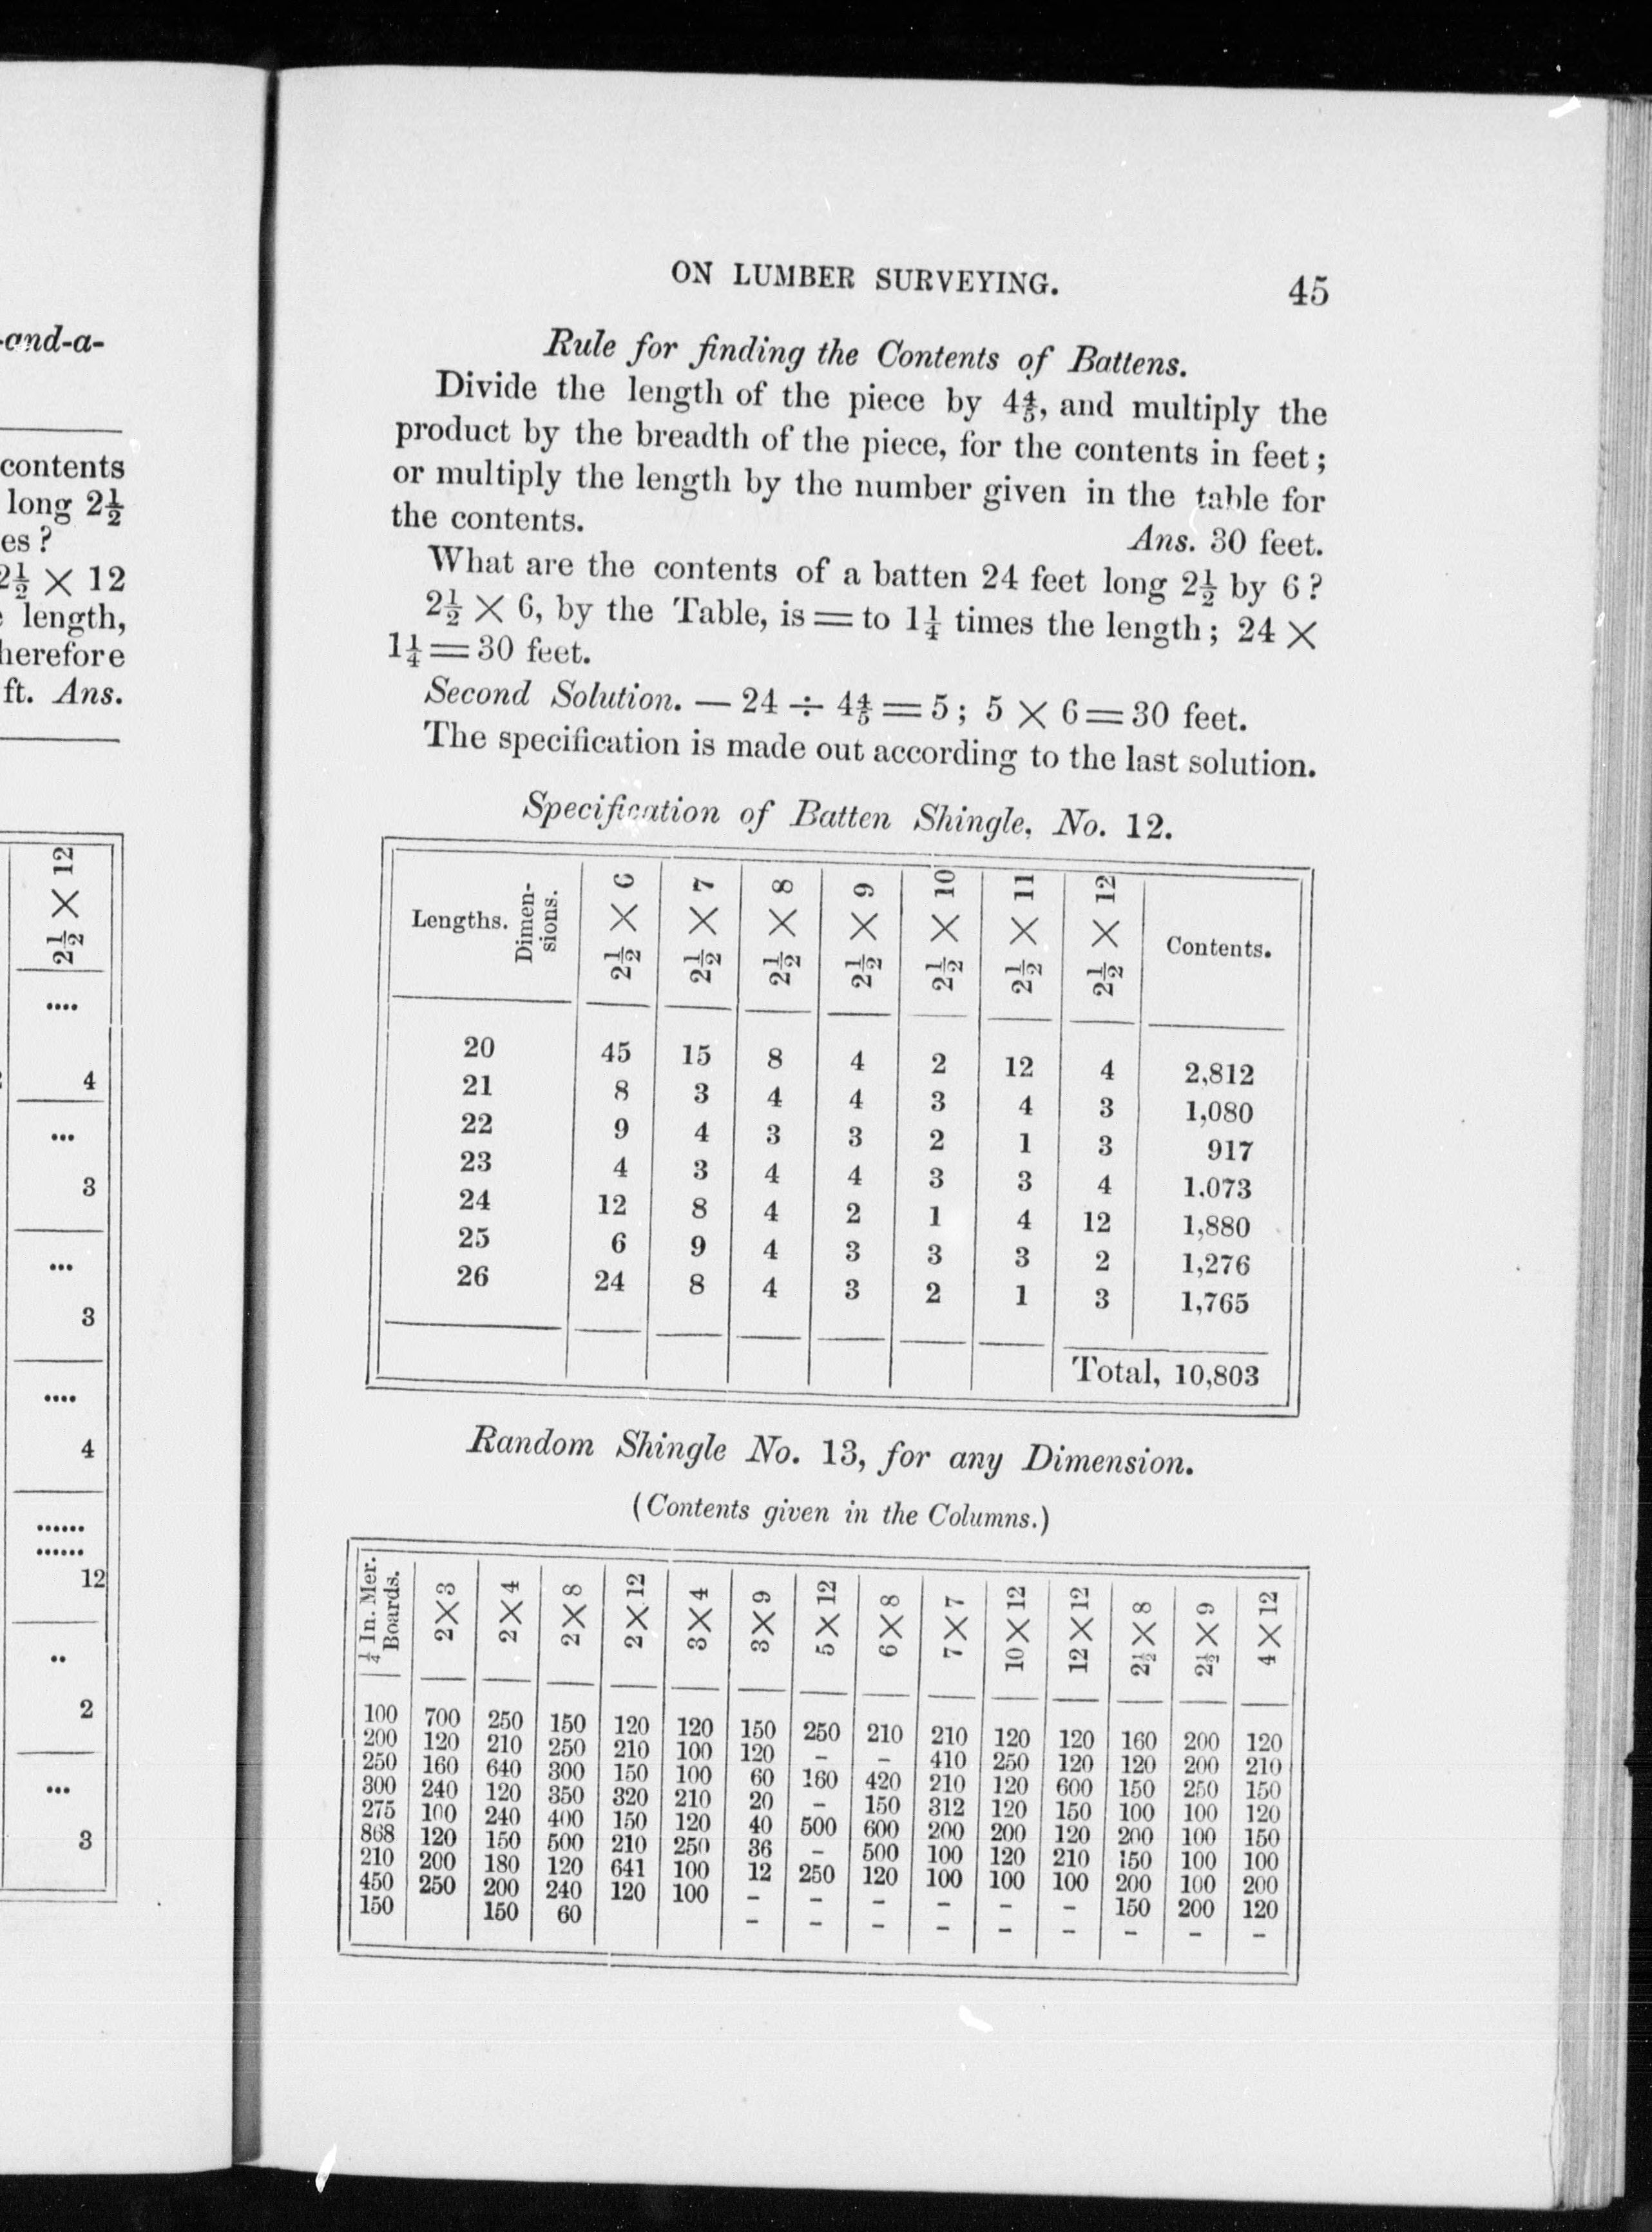 -and-a-
contents
long 2½
es?
2½ × 12
length,
herefore
ft. Ans.
2½ × 12
....
4
...
3
...
3
....
4
......
......
12
..
2
...
3
ON LUMBER SURVEYING. 45
Rule for finding the Contents of Battens.
Divide the length of the piece by 4⅘, and multiply the
product by the breadth of the piece, for the contents in feet;
or multiply the length by the number given in the table for
the contents. Ans. 30 feet.
What are the contents of a batten 24 feet long 2½ by 6?
2½ × 6, by the Table, is = to 1¼ times the length; 24 ×
1¼ = 30 feet.
Second Solution. — 24 ÷ 4⅘ = 5; 5 × 6 = 30 feet.
The specification is made out according to the last solution.
Specification of Batten Shingle, No. 12.
Lengths. Dimen-sions. 2½ × 6 2½ × 7 2½ × 8 2½ × 9 2½ × 10 2½ × 11 2½ × 12 Contents.
20 45 15 8 4 2 12 4 2,812
21 8 3 4 4 3 4 3 1,080
22 9 4 3 3 2 1 3 917
23 4 3 4 4 3 3 4 1.073
24 12 8 4 2 1 4 12 1,880
25 6 9 4 3 3 3 2 1,276
26 24 8 4 3 2 1 3 1,765
Total, 10,803
Random Shingle No. 13, for any Dimension.
(Contents given in the Columns.)
¼ In. Mer. Boards. 2×3 2×4 2×8 2×12 3×4 3×9 5×12 6×8 7×7 10×12 12×12 2½×8 2½×9 4×12
100 700 250 150 120 120 150 250 210 210 120 120 160 200 120
200 120 210 250 210 100 120 – – 410 250 120 120 200 210
250 160 640 300 150 100 60 160 420 210 120 600 150 250 150
300 240 120 350 320 210 20 – 150 312 120 150 100 100 120
275 100 240 400 150 120 40 500 600 200 200 120 200 100 150
868 120 150 500 210 250 36 – 500 100 120 210 150 100 100
210 200 180 120 641 100 12 250 120 100 100 100 200 100 200
450 250 200 240 120 100 – – – – – – 150 200 120
150 150 60 – – – – – – – – –